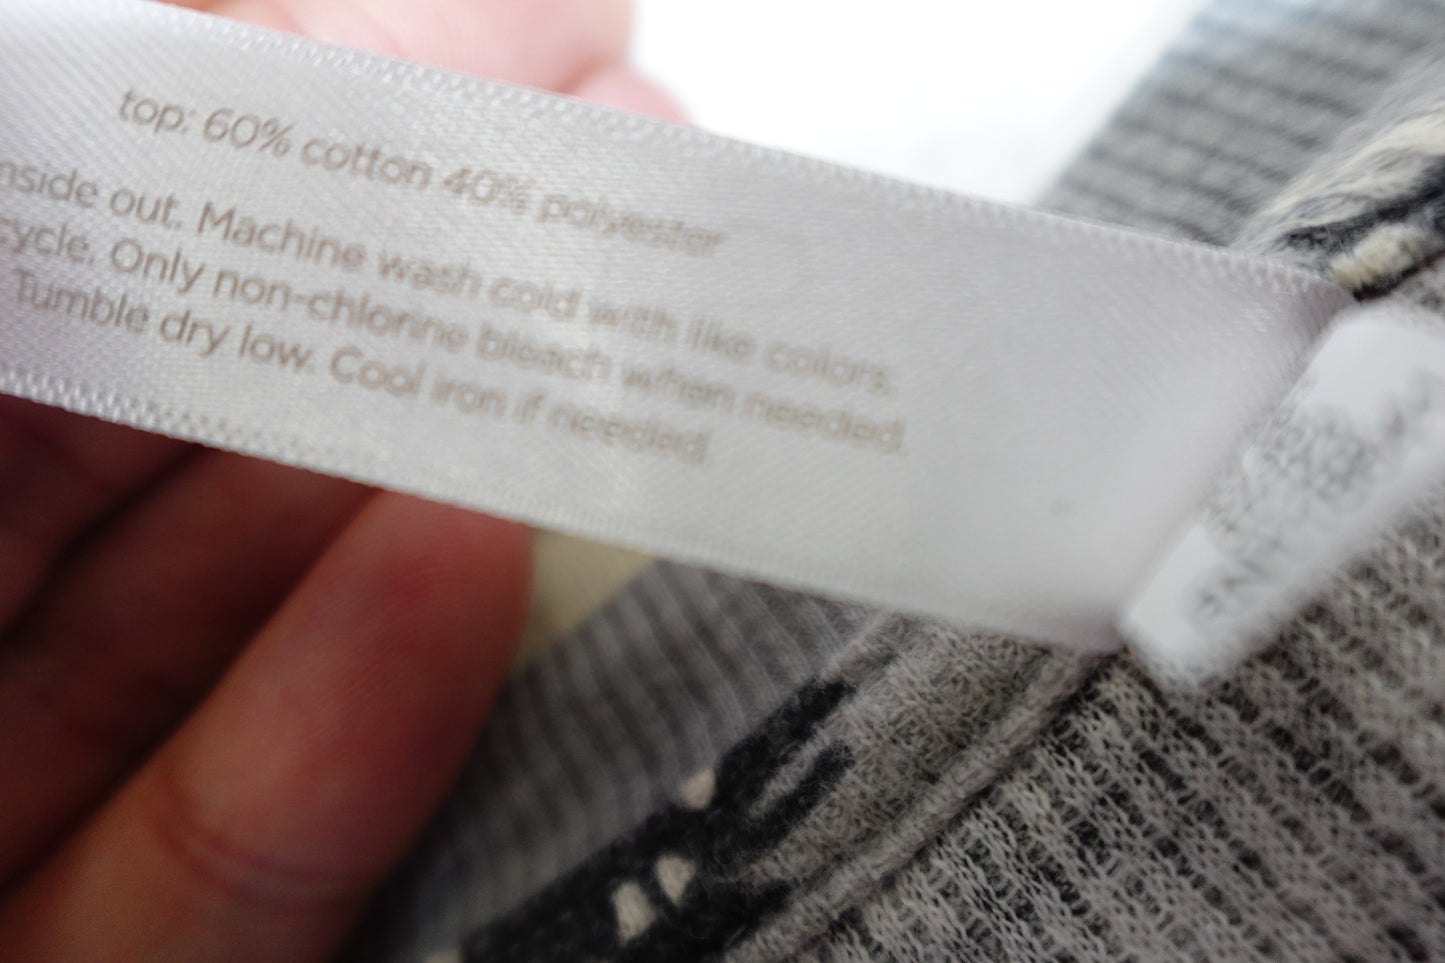 top: 60% cotton 40% polyester
nside out. Machine wash cold with like colors.
ycle. Only non-chlorine bleach when needed.
Tumble dry low. Cool iron if needed.